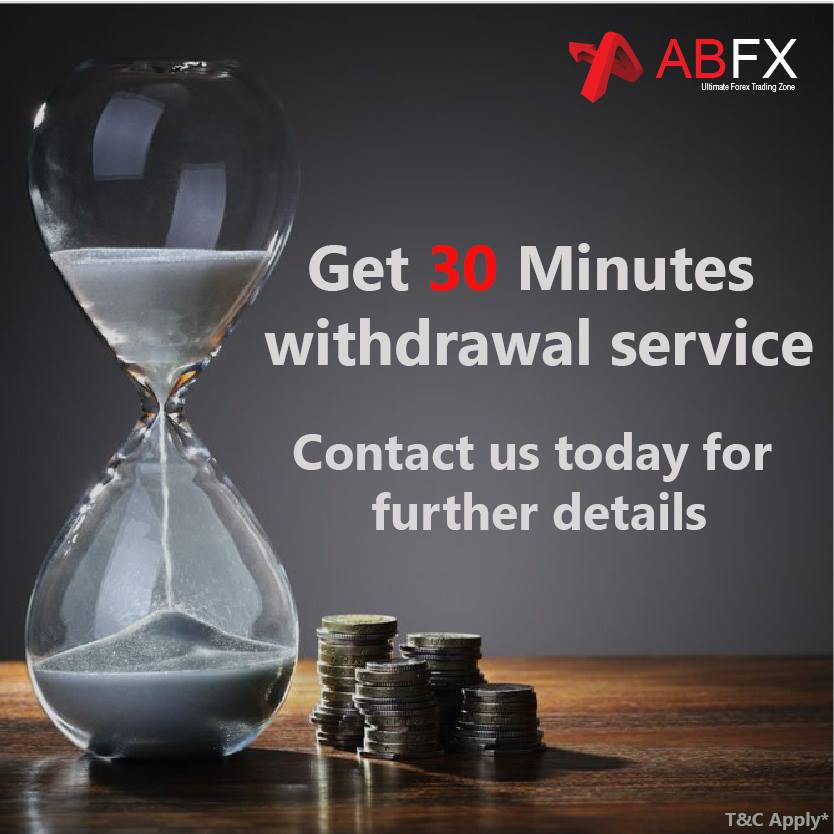 ABFX
Ultimate Forex Trading Zone
Get 30 Minutes
withdrawal service
Contact us today for
further details
T&C Apply*